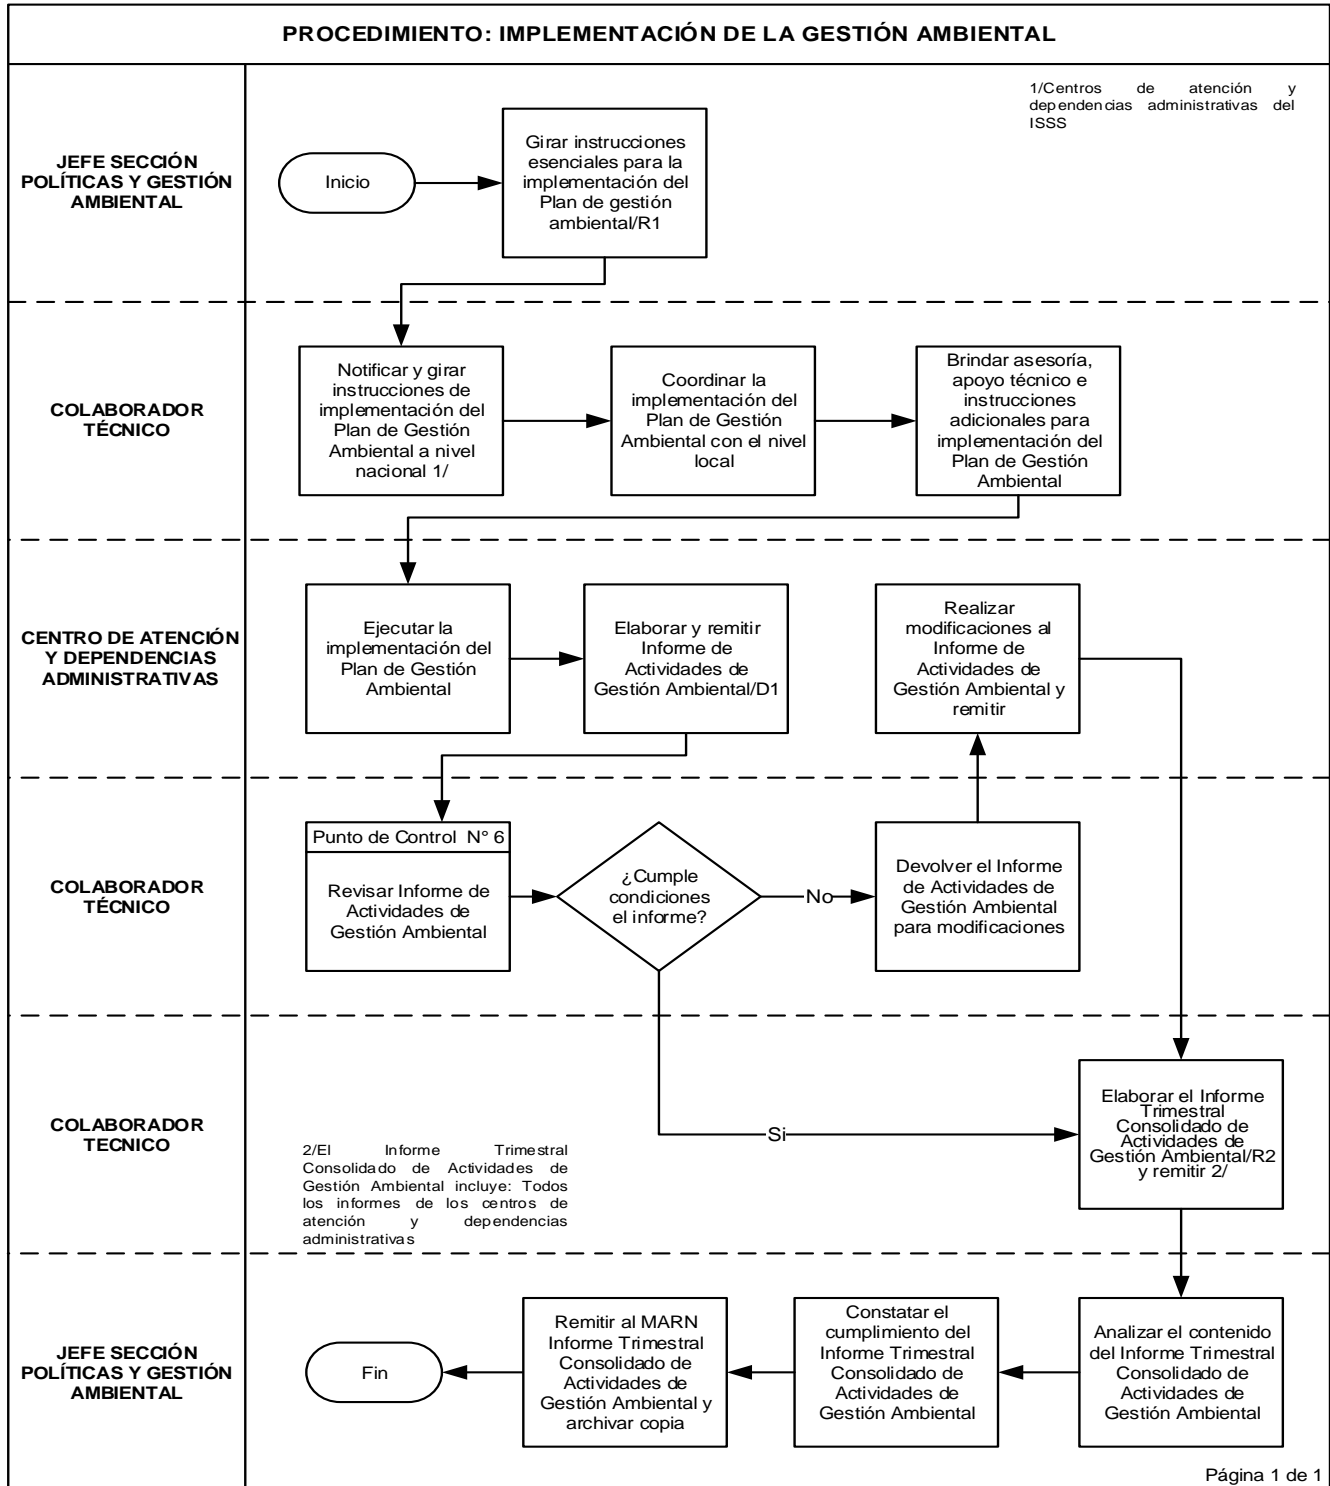 PROCEDIMIENTO: IMPLEMENTACIÓN DE LA GESTIÓN AMBIENTAL
1/Centros de atención y
dependencias administrativas del
ISSS
JEFE SECCIÓN
POLÍTICAS Y GESTIÓN
AMBIENTAL
Inicio
Girar instrucciones
esenciales para la
implementación del
Plan de gestión
ambiental/R1
COLABORADOR
TÉCNICO
Notificar y girar
instrucciones de
implementación del
Plan de Gestión
Ambiental a nivel
nacional 1/
Coordinar la
implementación del
Plan de Gestión
Ambiental con el nivel
local
Brindar asesoría,
apoyo técnico e
instrucciones
adicionales para
implementación del
Plan de Gestión
Ambiental
CENTRO DE ATENCIÓN
Y DEPENDENCIAS
ADMINISTRATIVAS
Ejecutar la
implementación del
Plan de Gestión
Ambiental
Elaborar y remitir
Informe de
Actividades de
Gestión Ambiental/D1
Realizar
modificaciones al
Informe de
Actividades de
Gestión Ambiental y
remitir
COLABORADOR
TÉCNICO
Punto de Control N° 6
Revisar Informe de
Actividades de
Gestión Ambiental
¿Cumple
condiciones
el informe?
No
Devolver el Informe
de Actividades de
Gestión Ambiental
para modificaciones
COLABORADOR
TECNICO
Si
Elaborar el Informe
Trimestral
Consolidado de
Actividades de
Gestión Ambiental/R2
y remitir 2/
2/El Informe Trimestral
Consolidado de Actividades de
Gestión Ambiental incluye: Todos
los informes de los centros de
atención y dependencias
administrativas
JEFE SECCIÓN
POLÍTICAS Y GESTIÓN
AMBIENTAL
Fin
Remitir al MARN
Informe Trimestral
Consolidado de
Actividades de
Gestión Ambiental y
archivar copia
Constatar el
cumplimiento del
Informe Trimestral
Consolidado de
Actividades de
Gestión Ambiental
Analizar el contenido
del Informe Trimestral
Consolidado de
Actividades de
Gestión Ambiental
Página 1 de 1